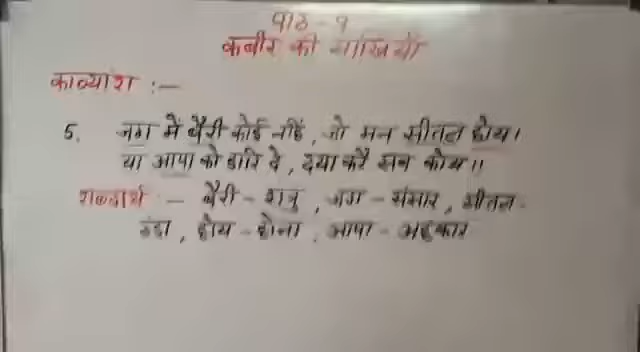 पाठ - 9
कबीर की साखियाँ
काव्यांश :-
5. जग में बैरी कोई नहिं, जो मन सीतल होय।
या आपा को डारि दे, दया करै सब कोय।।
शब्दार्थ :- बैरी - शत्रु, जग - संसार, सीतल -
ठंडा, होय - होना, आपा - अहंकार